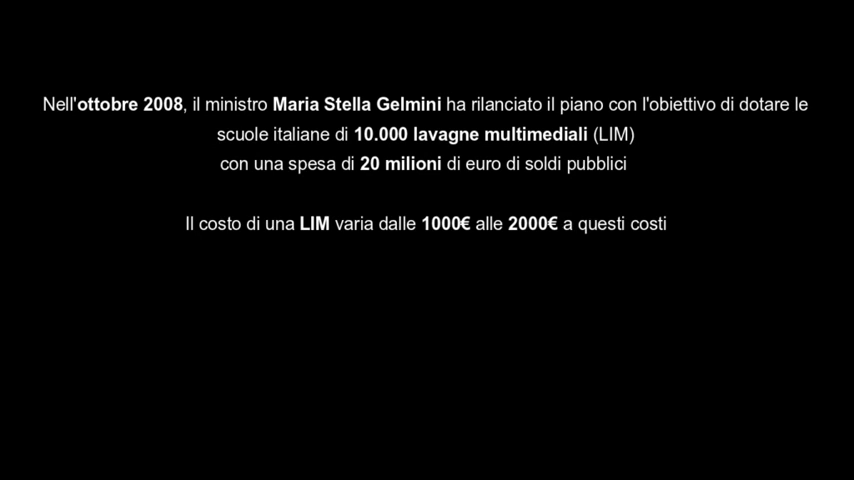 Nell'ottobre 2008, il ministro Maria Stella Gelmini ha rilanciato il piano con l'obiettivo di dotare le
scuole italiane di 10.000 lavagne multimediali (LIM)
con una spesa di 20 milioni di euro di soldi pubblici
Il costo di una LIM varia dalle 1000€ alle 2000€ a questi costi